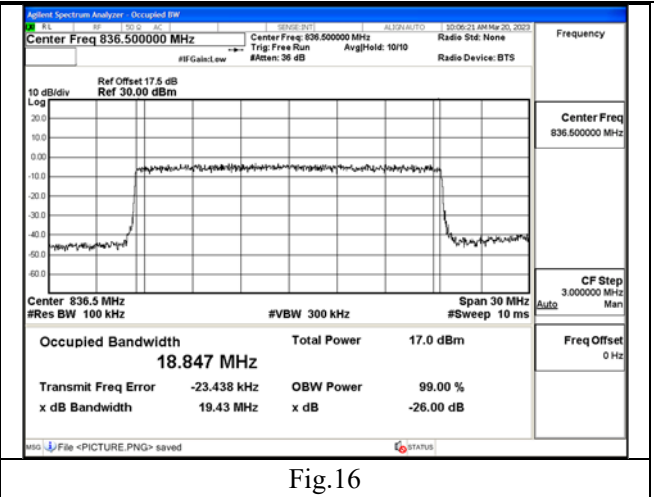 Agilent Spectrum Analyzer - Occupied BW
RL RF 50 Ω AC SENSE:INT ALIGN AUTO 10:06:21 AM Mar 20, 2023
Center Freq 836.500000 MHz
Center Freq: 836.500000 MHz
Radio Std: None
Trig: Free Run Avg|Hold: 10/10
#IFGain:Low #Atten: 36 dB Radio Device: BTS
Frequency
Ref Offset 17.5 dB
10 dB/div Ref 30.00 dBm
Log
20.0
10.0
0.00
-10.0
-20.0
-30.0
-40.0
-50.0
-60.0
Center Freq
836.500000 MHz
Center 836.5 MHz Span 30 MHz
#Res BW 100 kHz #VBW 300 kHz #Sweep 10 ms
CF Step
3.000000 MHz
Auto Man
Occupied Bandwidth Total Power 17.0 dBm
18.847 MHz
Transmit Freq Error -23.438 kHz OBW Power 99.00 %
x dB Bandwidth 19.43 MHz x dB -26.00 dB
Freq Offset
0 Hz
MSG File <PICTURE.PNG> saved STATUS
Fig.16